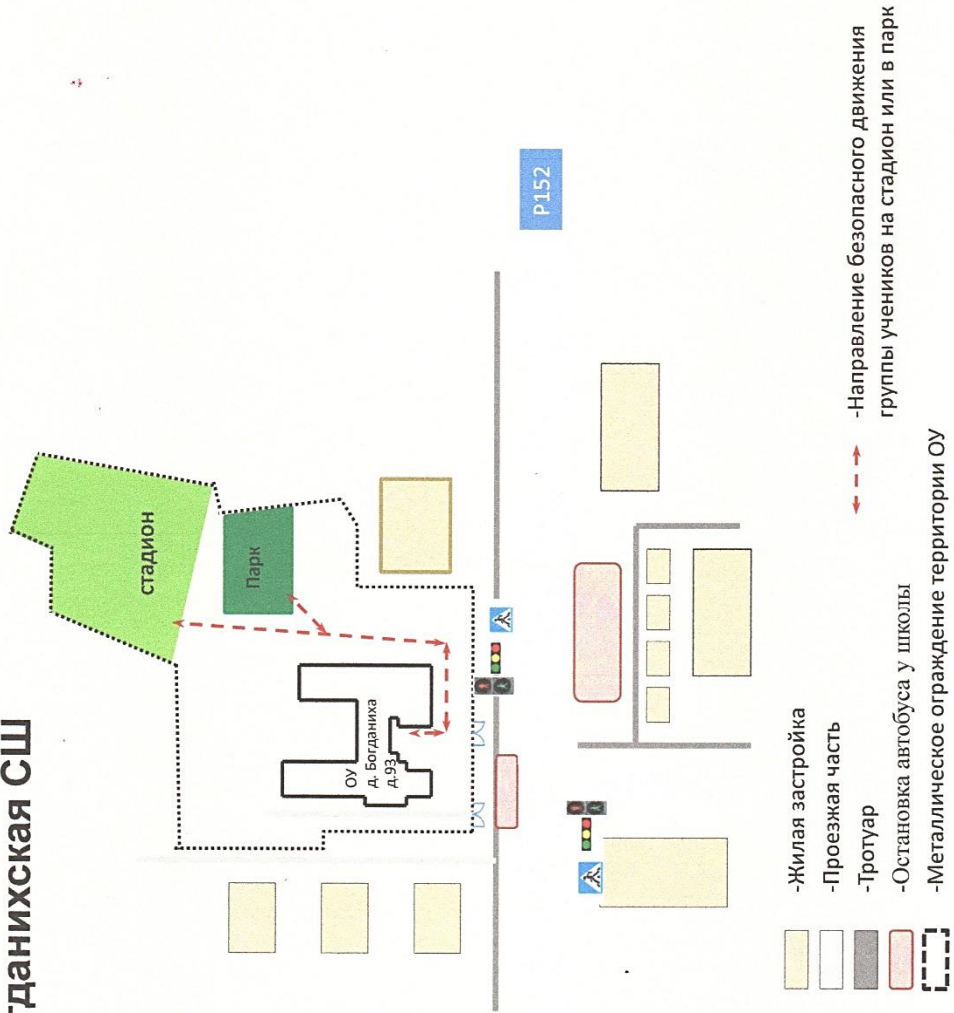 гданихская СШ
стадион
Парк
ОУ
д. Богданиха
д.93
Р152
-Жилая застройка
-Проезжая часть
-Тротуар
-Остановка автобуса у школы
-Металлическое ограждение территории ОУ
-Направление безопасного движения
группы учеников на стадион или в парк